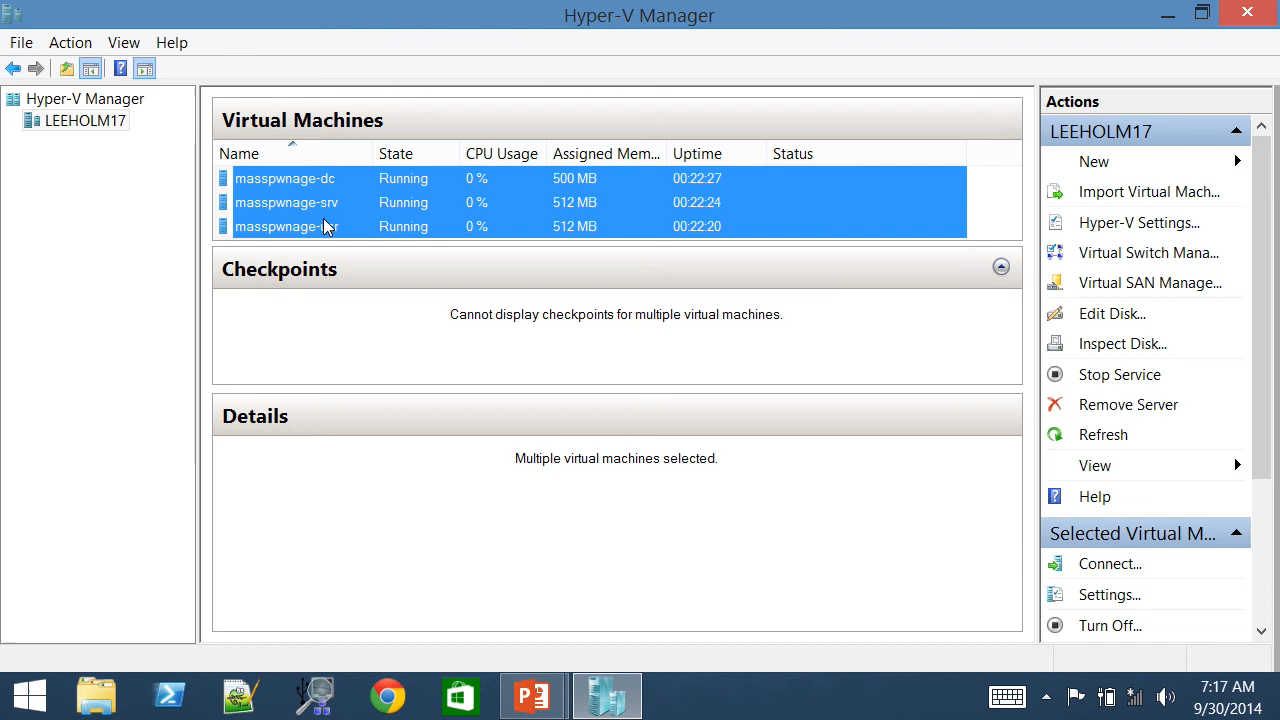 Hyper-V Manager
File Action View Help
Hyper-V Manager
LEEHOLM17
Virtual Machines
Name State CPU Usage Assigned Mem... Uptime Status
masspwnage-dc Running 0 % 500 MB 00:22:27
masspwnage-srv Running 0 % 512 MB 00:22:24
Running 0 % 512 MB 00:22:20
Checkpoints
Cannot display checkpoints for multiple virtual machines.
Details
Multiple virtual machines selected.
Actions
LEEHOLM17
New
Import Virtual Mach...
Hyper-V Settings...
Virtual Switch Mana...
Virtual SAN Manage...
Edit Disk...
Inspect Disk...
Stop Service
Remove Server
Refresh
View
Help
Selected Virtual M...
Connect...
Settings...
Turn Off...
7:17 AM
9/30/2014